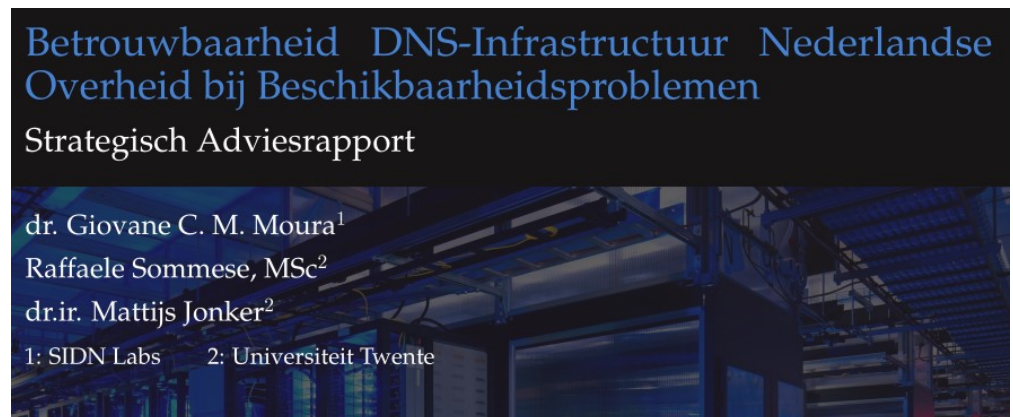 Betrouwbaarheid DNS-Infrastructuur Nederlandse
Overheid bij Beschikbaarheidsproblemen
Strategisch Adviesrapport
dr. Giovane C. M. Moura¹
Raffaele Sommese, MSc²
dr.ir. Mattijs Jonker²
1: SIDN Labs 2: Universiteit Twente